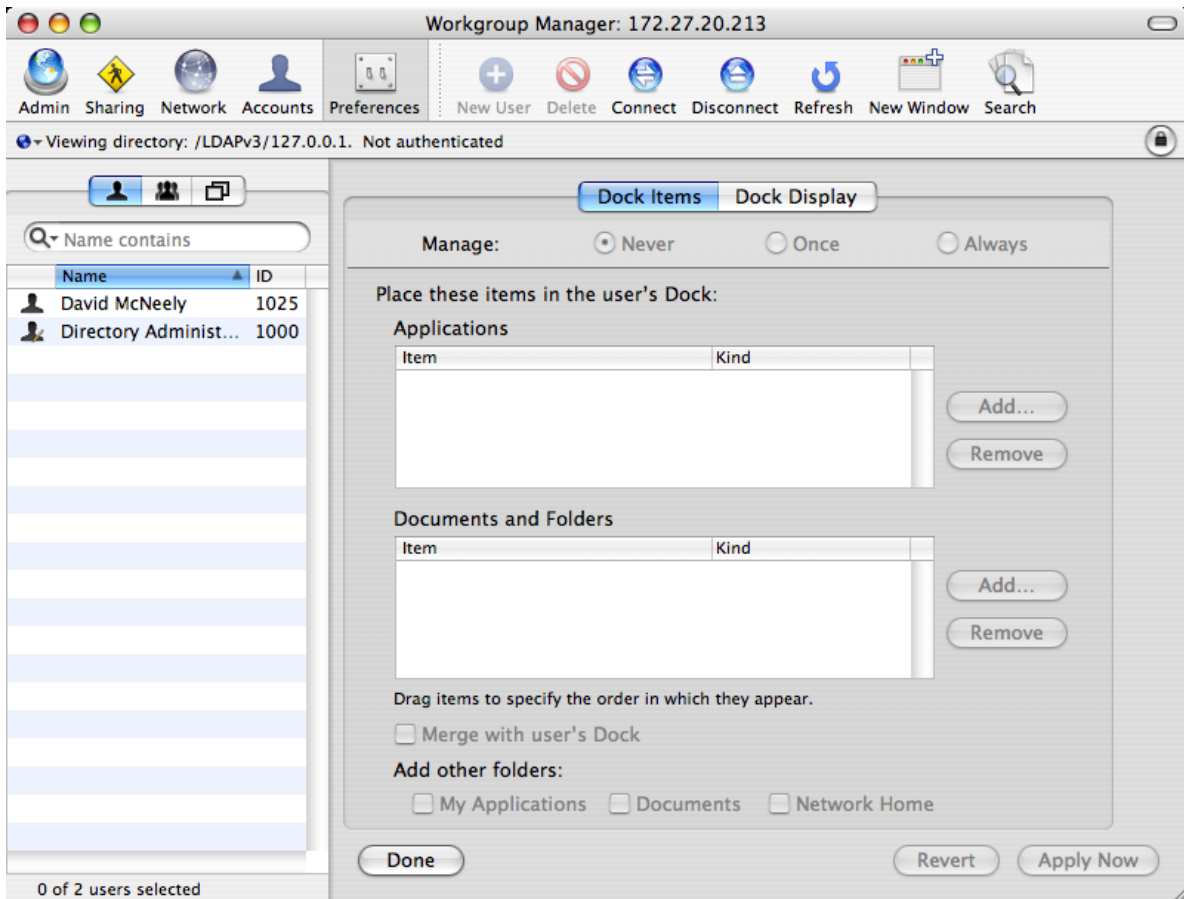 Workgroup Manager: 172.27.20.213
Admin Sharing Network Accounts Preferences New User Delete Connect Disconnect Refresh New Window Search
Viewing directory: /LDAPv3/127.0.0.1. Not authenticated
Name contains
Name ID
David McNeely 1025
Directory Administ... 1000
0 of 2 users selected
Dock Items Dock Display
Manage: Never Once Always
Place these items in the user's Dock:
Applications
Item Kind
Add...
Remove
Documents and Folders
Item Kind
Add...
Remove
Drag items to specify the order in which they appear.
Merge with user's Dock
Add other folders:
My Applications Documents Network Home
Done Revert Apply Now